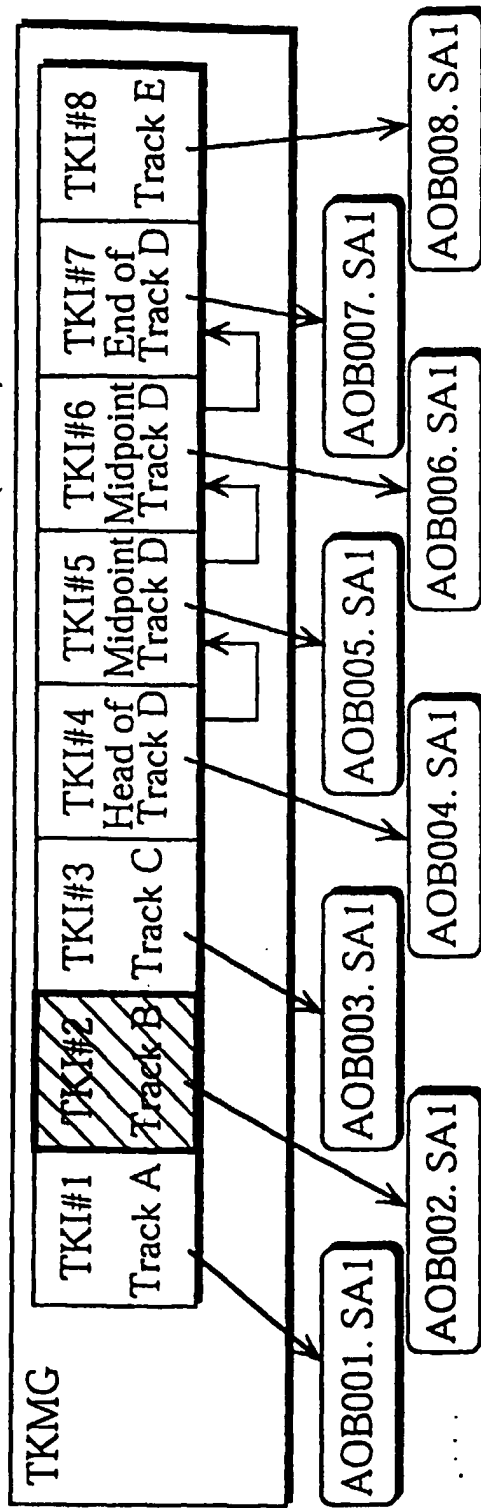 TKMG
TKI#1
Track A
TKI#2
Track B
TKI#3
Track C
TKI#4
Head of
Track D
TKI#5
Midpoint
Track D
TKI#6
Midpoint
Track D
TKI#7
End of
Track D
TKI#8
Track E
AOB001. SA1
AOB002. SA1
AOB003. SA1
AOB004. SA1
AOB005. SA1
AOB006. SA1
AOB007. SA1
AOB008. SA1
....